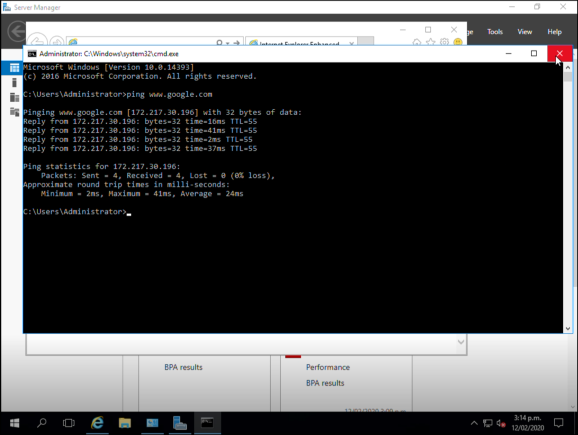 Server Manager
Tools View Help
Internet Explorer Enhanced
Administrator: C:\Windows\system32\cmd.exe
Microsoft Windows [Version 10.0.14393]
(c) 2016 Microsoft Corporation. All rights reserved.
C:\Users\Administrator>ping www.google.com
Pinging www.google.com [172.217.30.196] with 32 bytes of data:
Reply from 172.217.30.196: bytes=32 time=16ms TTL=55
Reply from 172.217.30.196: bytes=32 time=41ms TTL=55
Reply from 172.217.30.196: bytes=32 time=2ms TTL=55
Reply from 172.217.30.196: bytes=32 time=37ms TTL=55
Ping statistics for 172.217.30.196:
Packets: Sent = 4, Received = 4, Lost = 0 (0% loss),
Approximate round trip times in milli-seconds:
Minimum = 2ms, Maximum = 41ms, Average = 24ms
C:\Users\Administrator>
BPA results
Performance
BPA results
3:14 p.m.
12/02/2020